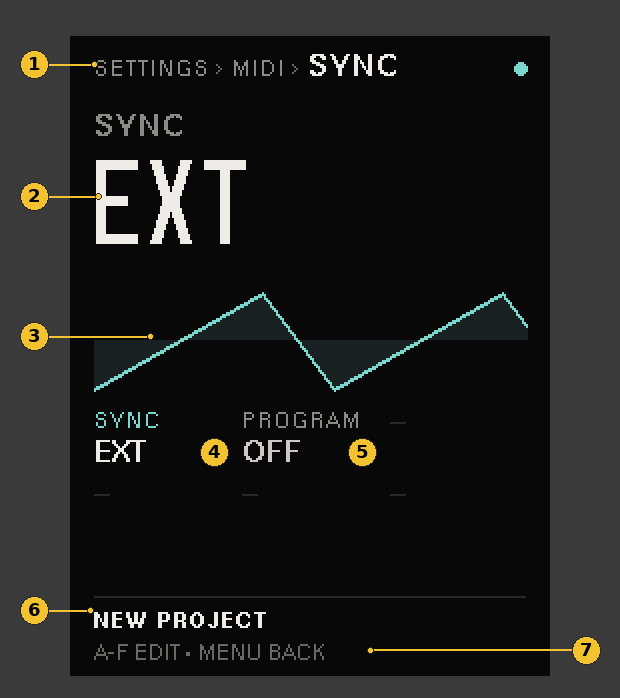 1 SETTINGS > MIDI > SYNC
SYNC
2 EXT
3
SYNC PROGRAM —
EXT 4 OFF 5
— — —
6 NEW PROJECT
A-F EDIT • MENU BACK 7